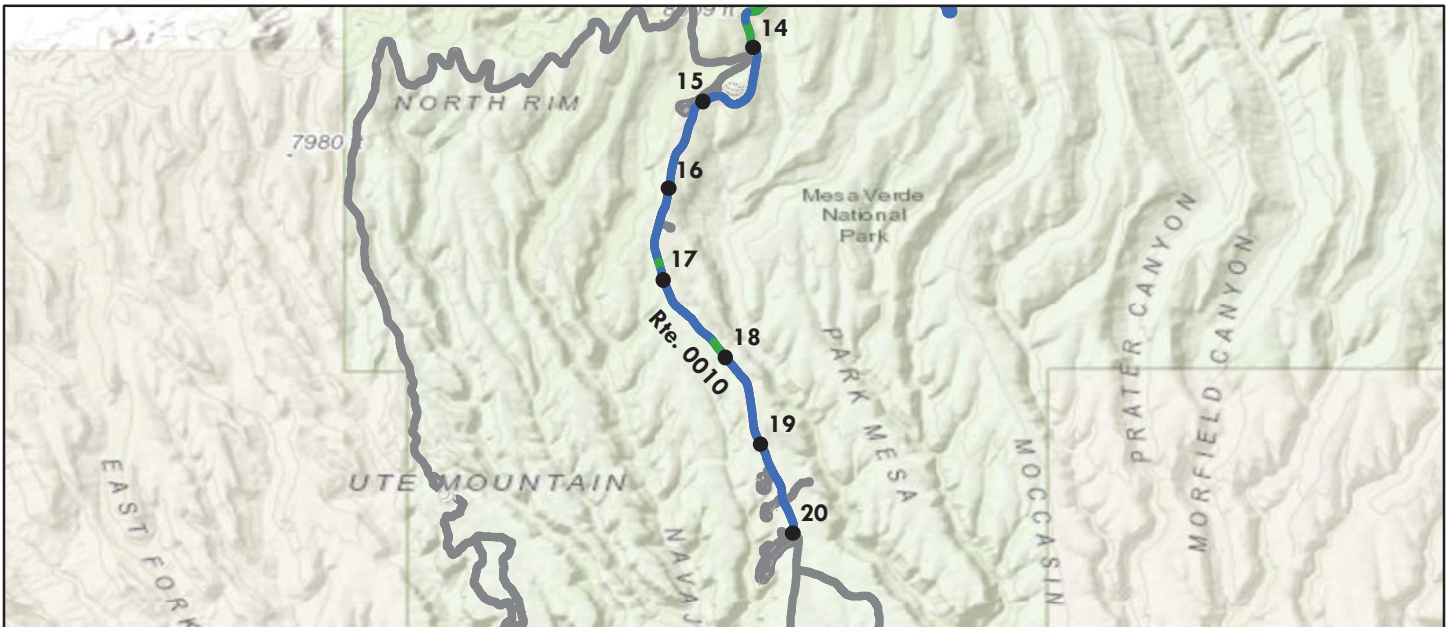 14
15
NORTH RIM
7980
16
Mesa Verde
National
Park
17
Rte. 0010
18
PARK MESA
PRATER CANYON
MORFIELD CANYON
19
UTE MOUNTAIN
EAST FORK
20
MOCCASIN
NAVAJ